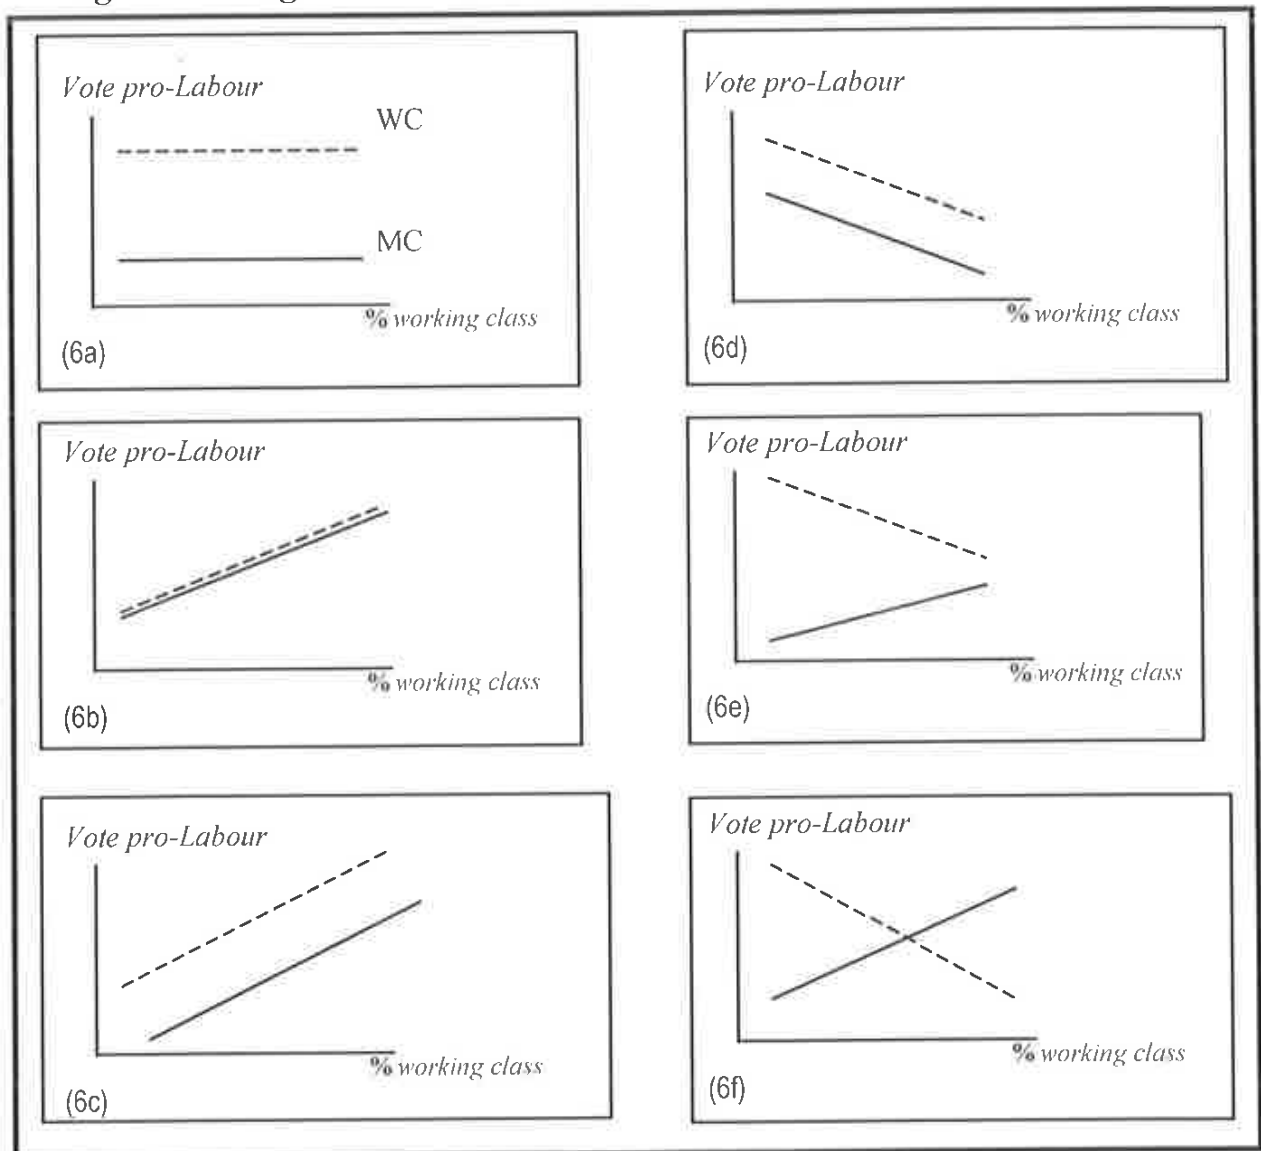 Vote pro-Labour
WC
MC
% working class
(6a)
Vote pro-Labour
% working class
(6d)
Vote pro-Labour
% working class
(6b)
Vote pro-Labour
% working class
(6e)
Vote pro-Labour
% working class
(6c)
Vote pro-Labour
% working class
(6f)